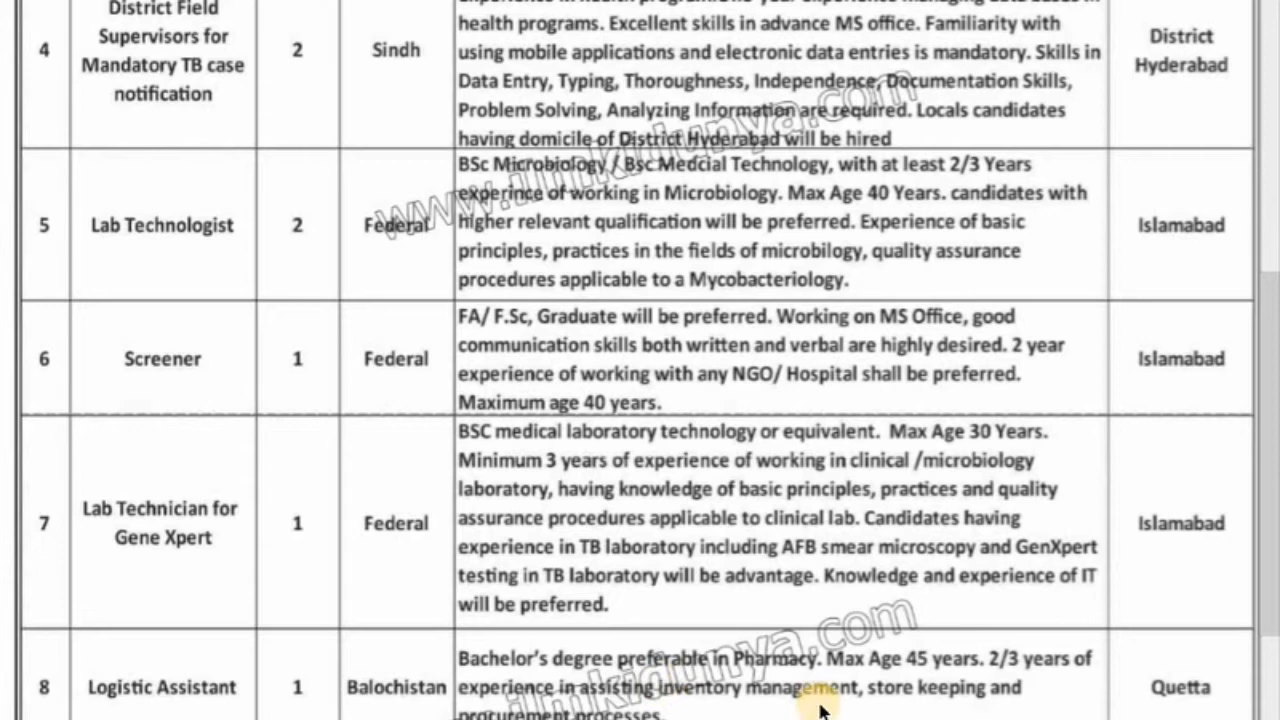 4
District Field
Supervisors for
Mandatory TB case
notification
2
Sindh
health programs. Excellent skills in advance MS office. Familiarity with
using mobile applications and electronic data entries is mandatory. Skills in
Data Entry, Typing, Thoroughness, Independence, Documentation Skills,
Problem Solving, Analyzing Information are required. Locals candidates
having domicile of District Hyderabad will be hired
District
Hyderabad
5
Lab Technologist
2
Federal
BSc Microbiology / Bsc Medcial Technology, with at least 2/3 Years
experince of working in Microbiology. Max Age 40 Years. candidates with
higher relevant qualification will be preferred. Experience of basic
principles, practices in the fields of microbilogy, quality assurance
procedures applicable to a Mycobacteriology.
Islamabad
6
Screener
1
Federal
FA/ F.Sc, Graduate will be preferred. Working on MS Office, good
communication skills both written and verbal are highly desired. 2 year
experience of working with any NGO/ Hospital shall be preferred.
Maximum age 40 years.
Islamabad
7
Lab Technician for
Gene Xpert
1
Federal
BSC medical laboratory technology or equivalent. Max Age 30 Years.
Minimum 3 years of experience of working in clinical /microbiology
laboratory, having knowledge of basic principles, practices and quality
assurance procedures applicable to clinical lab. Candidates having
experience in TB laboratory including AFB smear microscopy and GenXpert
testing in TB laboratory will be advantage. Knowledge and experience of IT
will be preferred.
Islamabad
8
Logistic Assistant
1
Balochistan
Bachelor's degree preferable in Pharmacy. Max Age 45 years. 2/3 years of
experience in assisting inventory management, store keeping and
procurement processes.
Quetta
www.ilmkidunya.com
.ilmkidunya.com